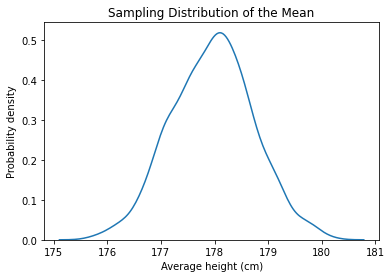 Sampling Distribution of the Mean
Probability density
0.5
0.4
0.3
0.2
0.1
0.0
175 176 177 178 179 180 181
Average height (cm)